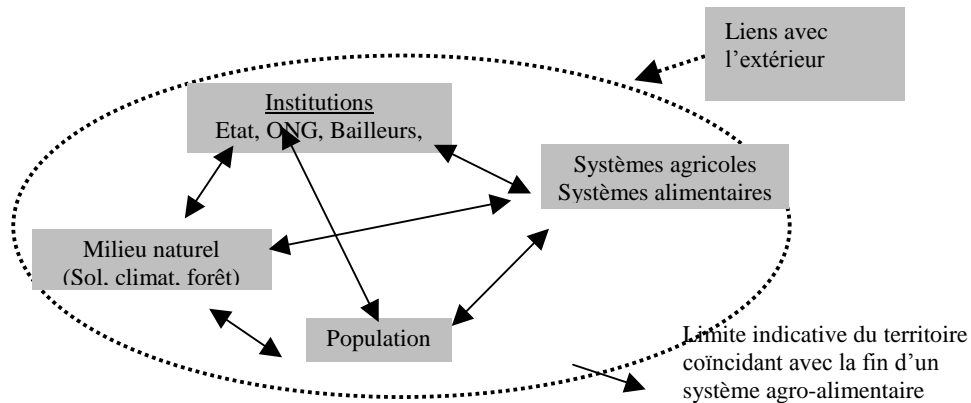 Liens avec
l’extérieur
Institutions
Etat, ONG, Bailleurs,
Systèmes agricoles
Systèmes alimentaires
Milieu naturel
(Sol, climat, forêt)
Population
Limite indicative du territoire
coïncidant avec la fin d’un
système agro-alimentaire